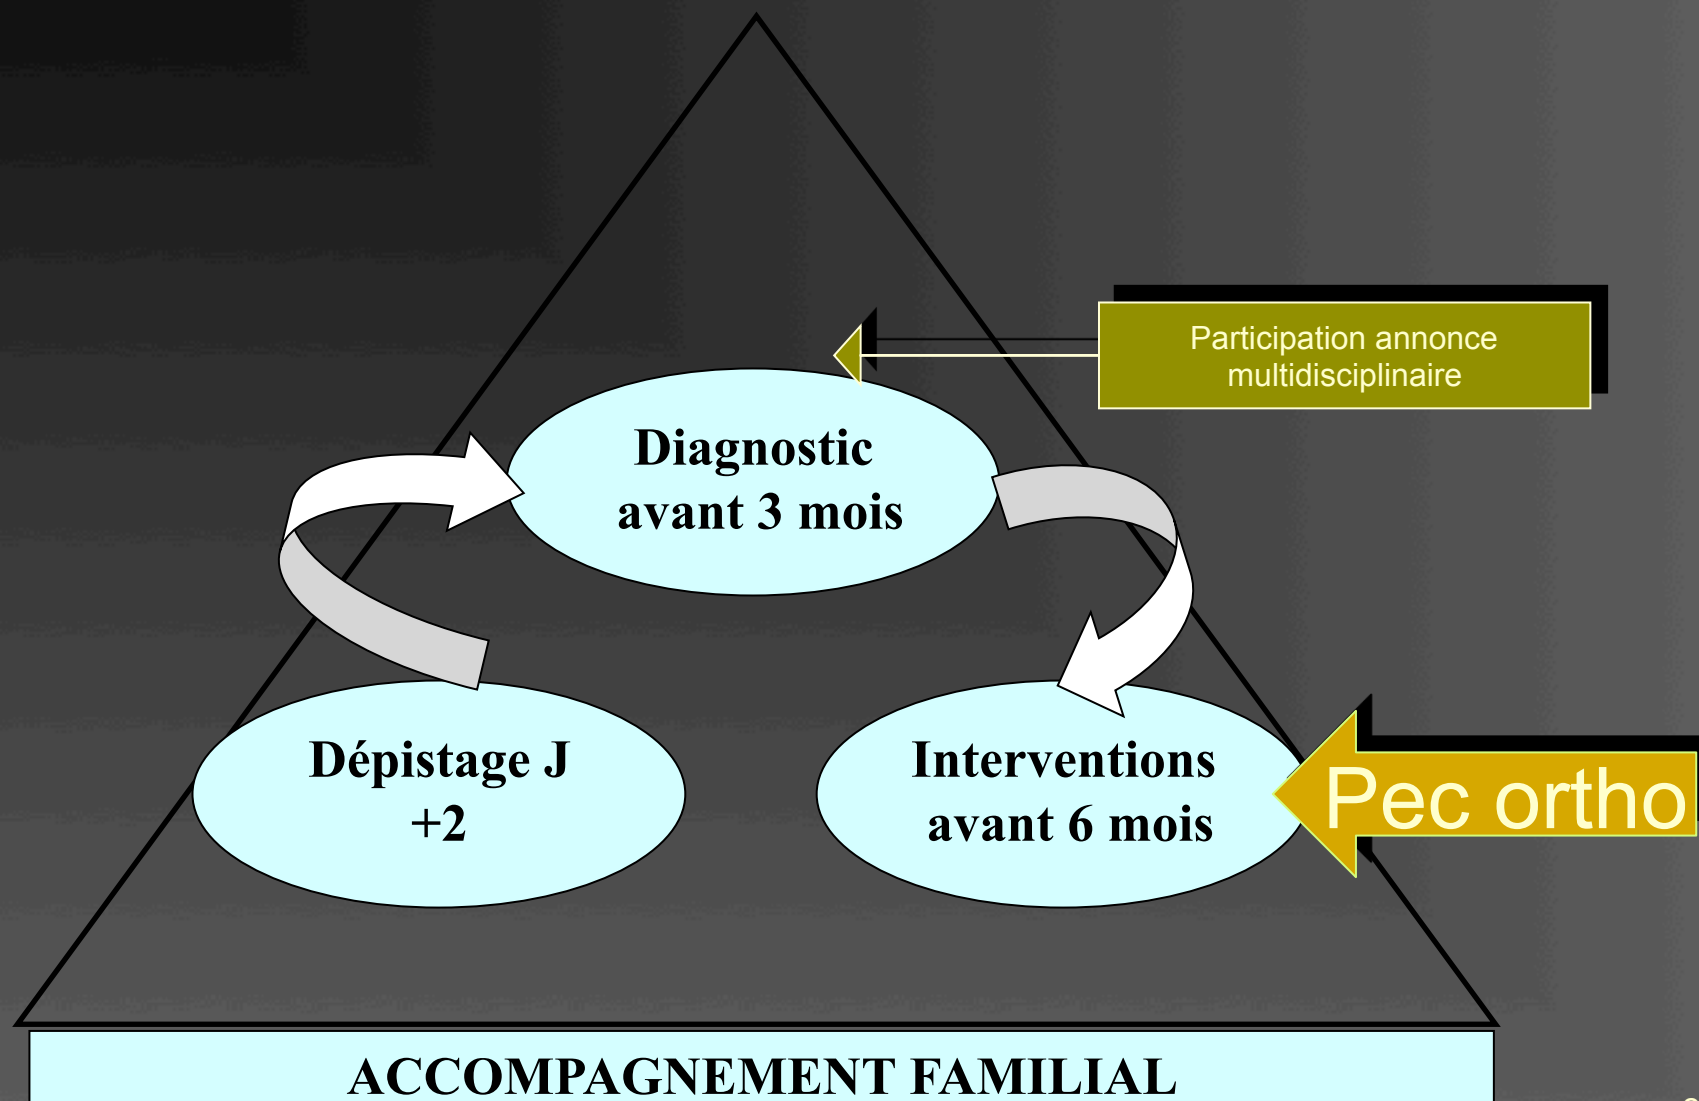 Participation annonce
multidisciplinaire
Diagnostic
avant 3 mois
Dépistage J
+2
Interventions
avant 6 mois
Pec ortho
ACCOMPAGNEMENT FAMILIAL